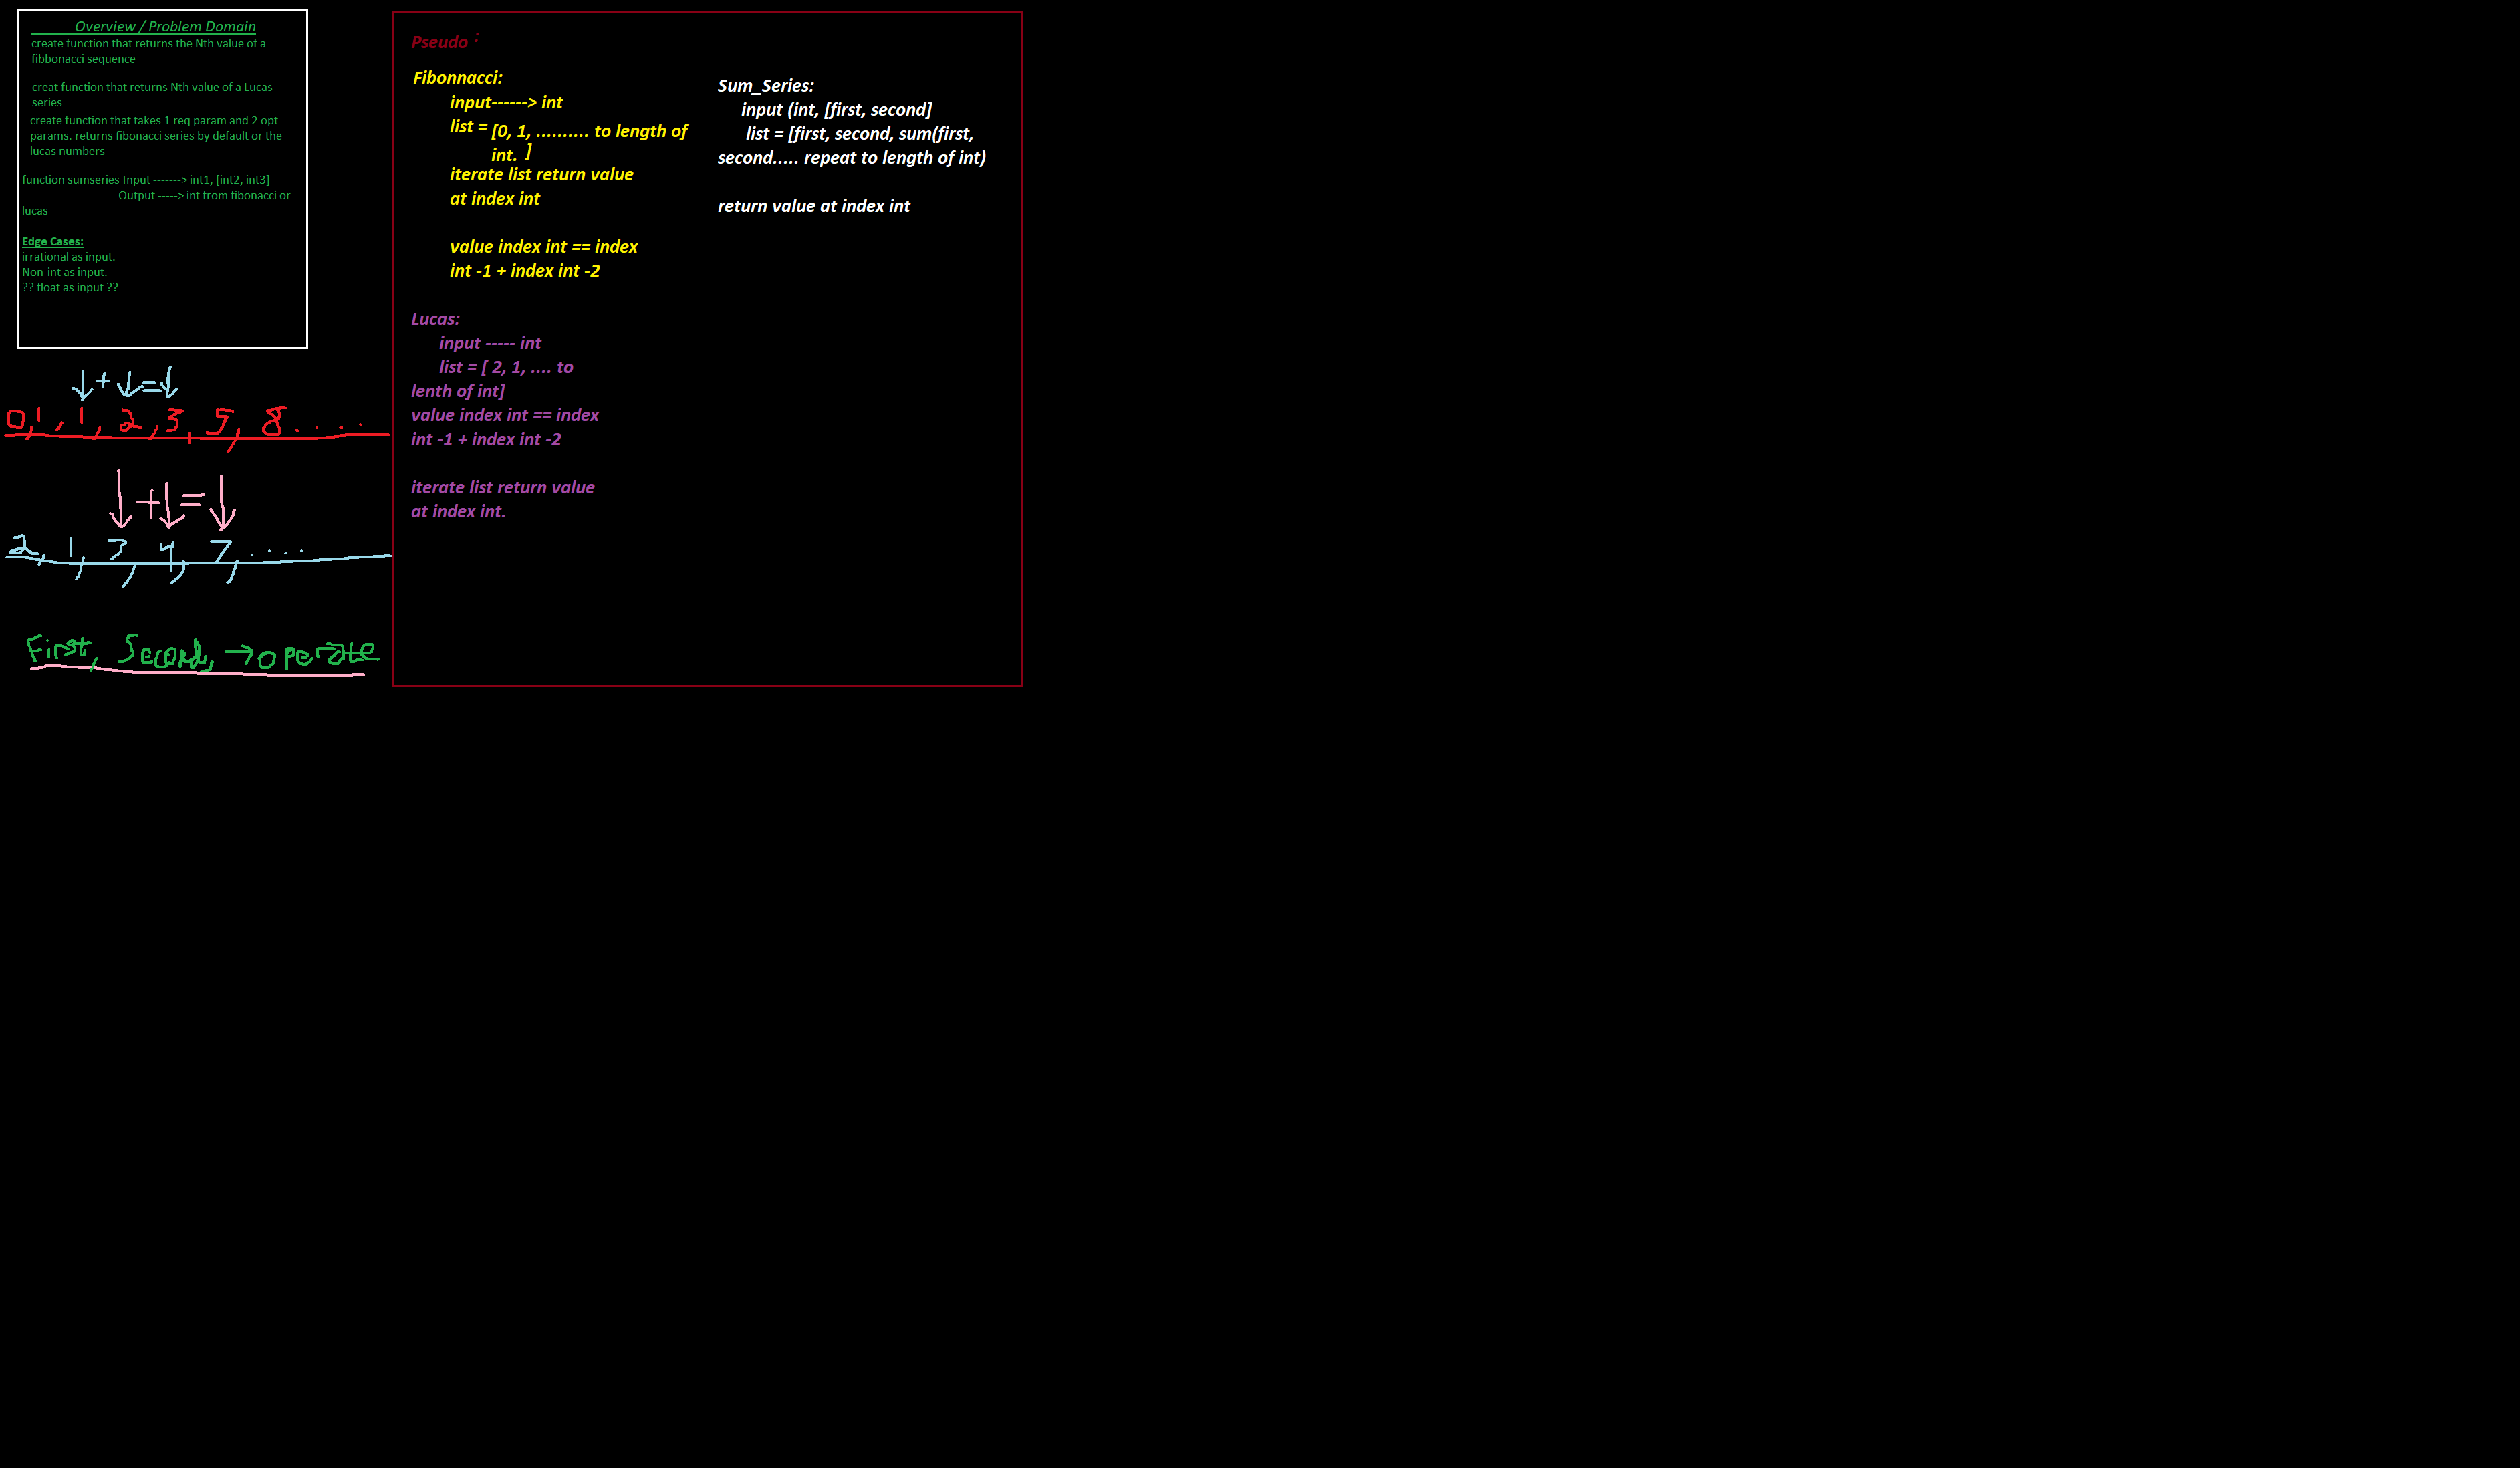 Overview / Problem Domain
create function that returns the Nth value of a
fibbonacci sequence
creat function that returns Nth value of a Lucas
series
create function that takes 1 req param and 2 opt
params. returns fibonacci series by default or the
lucas numbers
function sumseries Input -------> int1, [int2, int3]
Output -----> int from fibonacci or
lucas
Edge Cases:
irrational as input.
Non-int as input.
?? float as input ??
↓ + ↓ = ↓
0, 1, 1, 2, 3, 5, 8. . . .
↓ + ↓ = ↓
2, 1, 3, 4, 7, . . . .
First, Second, → operate
Pseudo :
Fibonnacci:
input------> int
list = [0, 1, .......... to length of
int. ]
iterate list return value
at index int
value index int == index
int -1 + index int -2
Lucas:
input ----- int
list = [ 2, 1, .... to
lenth of int]
value index int == index
int -1 + index int -2
iterate list return value
at index int.
Sum_Series:
input (int, [first, second]
list = [first, second, sum(first,
second..... repeat to length of int)
return value at index int